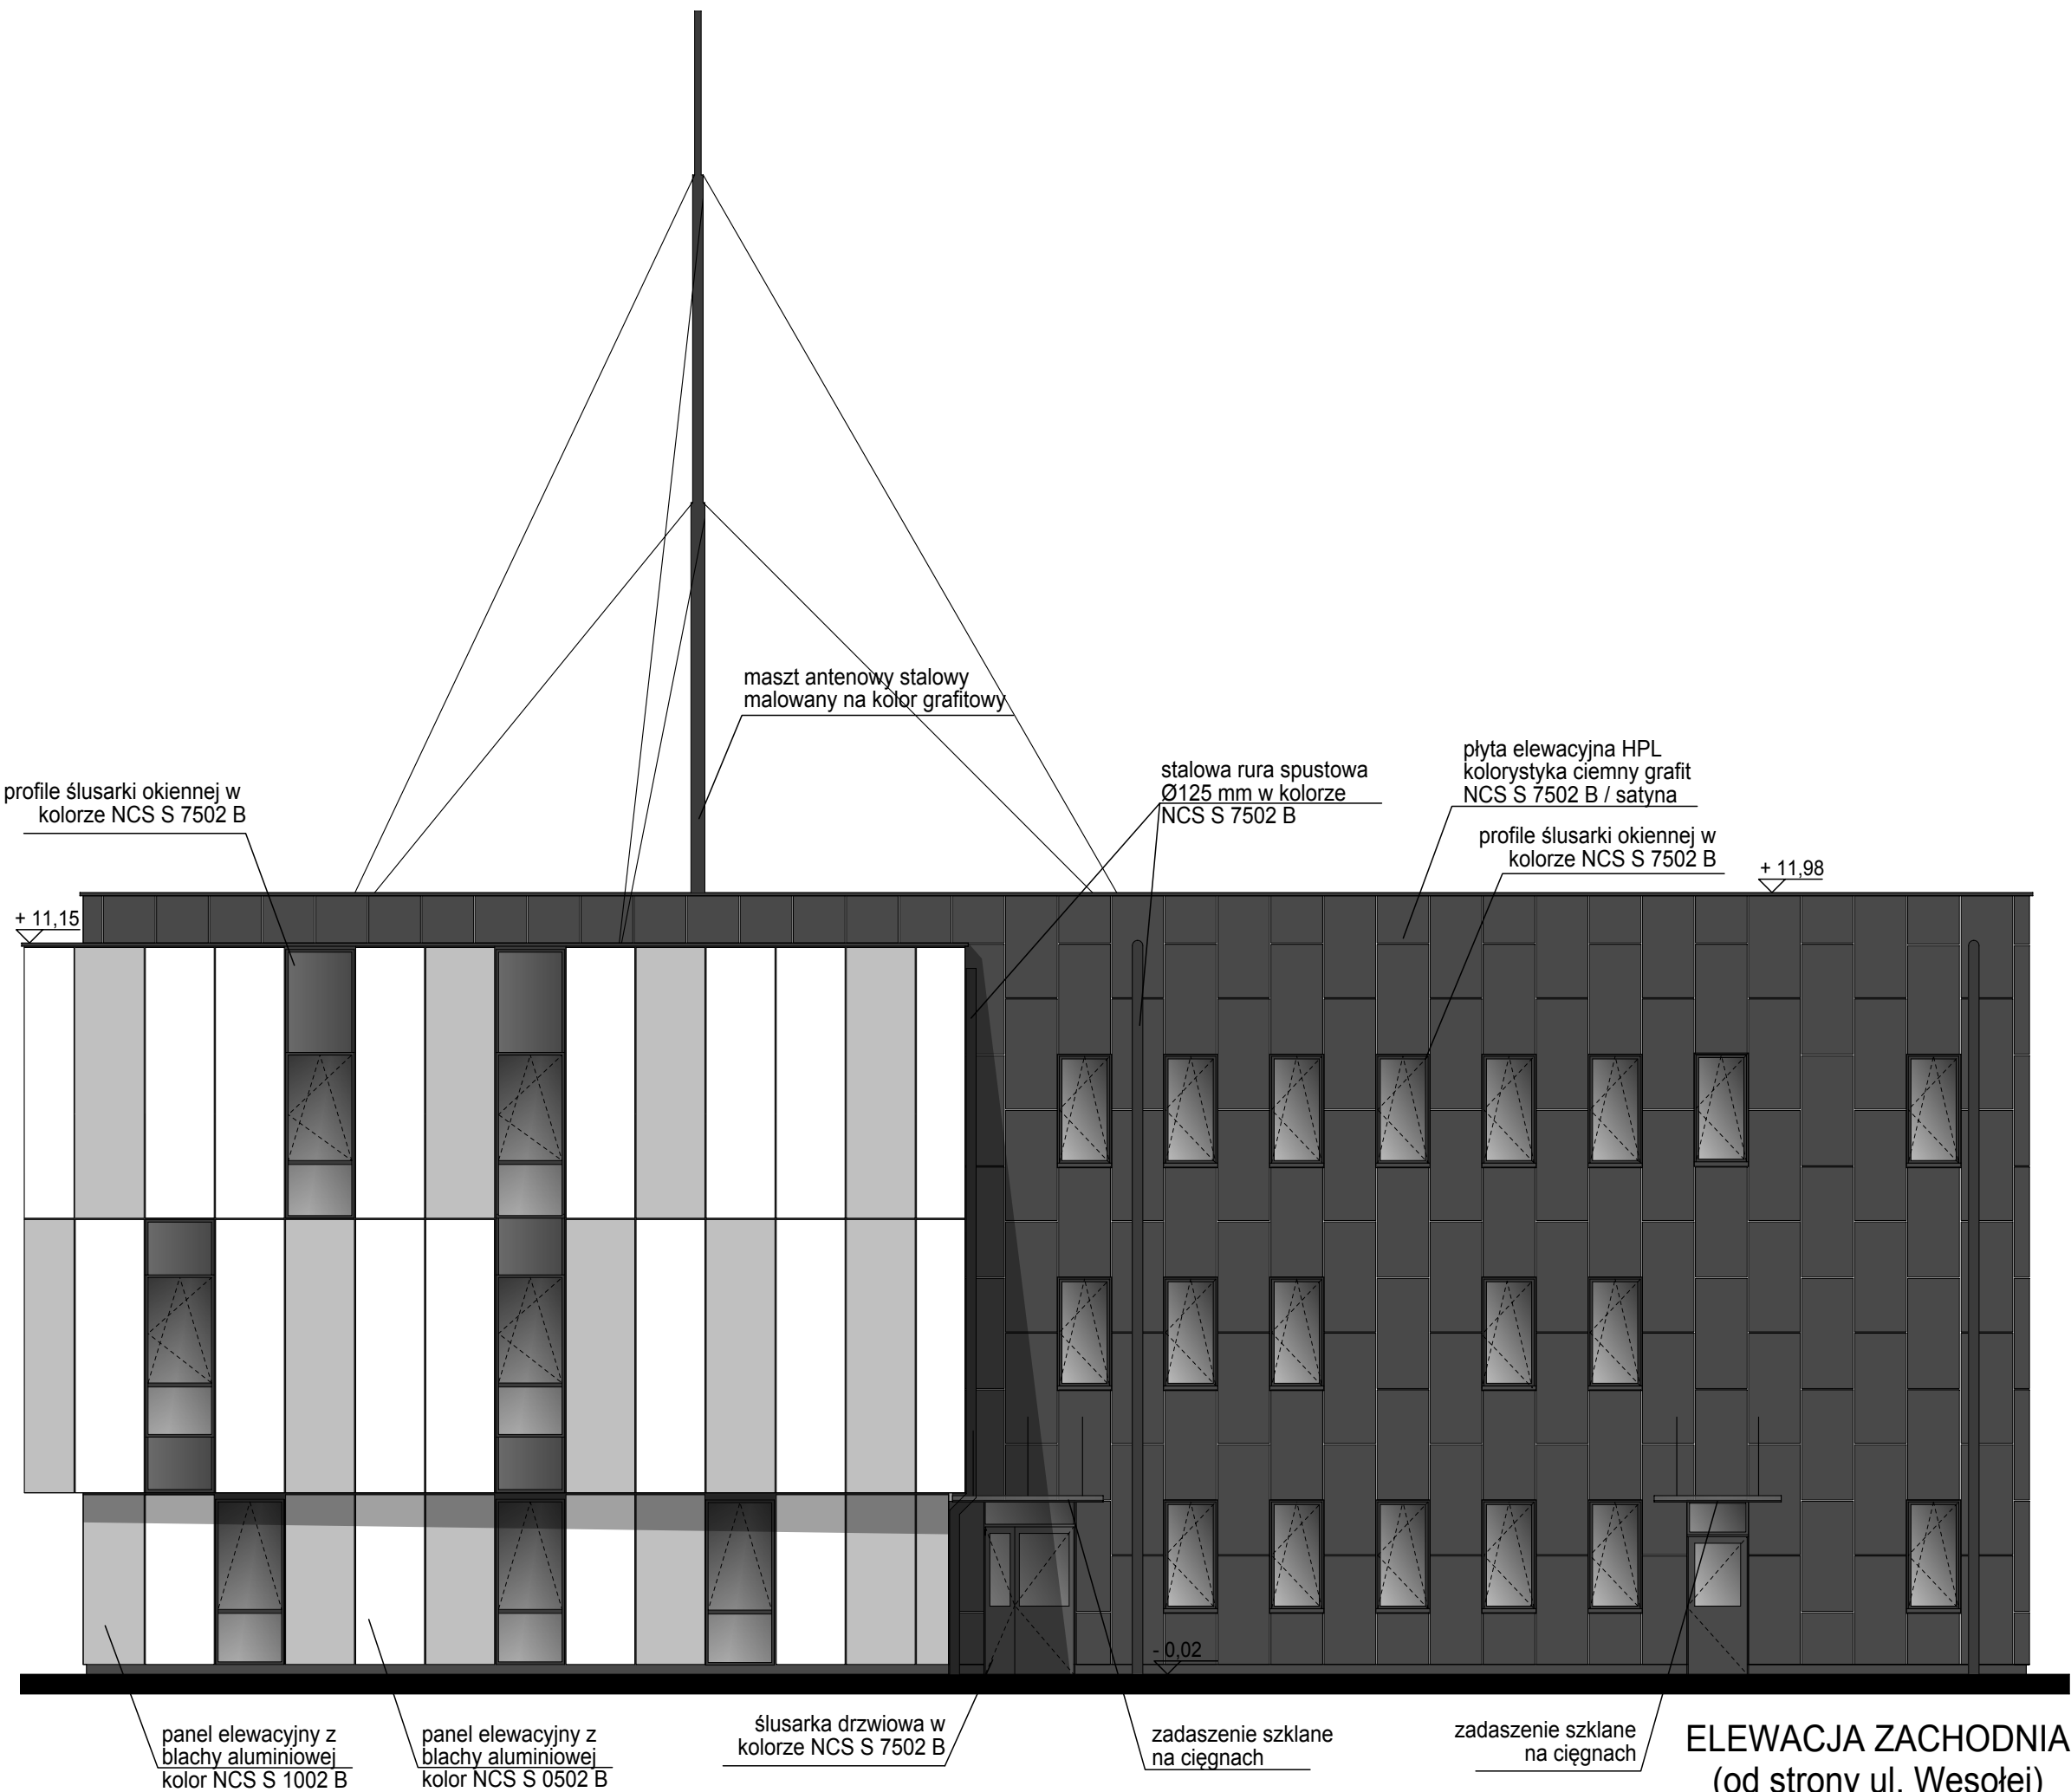 maszt antenowy stalowy
malowany na kolor grafitowy
profile ślusarki okiennej w
kolorze NCS S 7502 B
stalowa rura spustowa
Ø125 mm w kolorze
NCS S 7502 B
płyta elewacyjna HPL
kolorystyka ciemny grafit
NCS S 7502 B / satyna
profile ślusarki okiennej w
kolorze NCS S 7502 B
+ 11,98
+ 11,15
- 0,02
panel elewacyjny z
blachy aluminiowej
kolor NCS S 1002 B
panel elewacyjny z
blachy aluminiowej
kolor NCS S 0502 B
ślusarka drzwiowa w
kolorze NCS S 7502 B
zadaszenie szklane
na cięgnach
zadaszenie szklane
na cięgnach
ELEWACJA ZACHODNIA
(od strony ul. Wesołej)